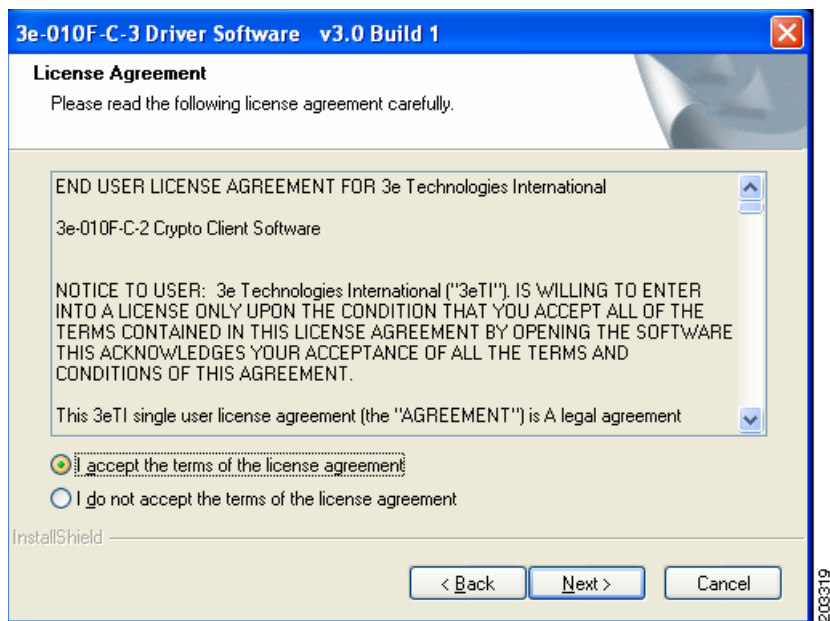 3e-010F-C-3 Driver Software v3.0 Build 1
License Agreement
Please read the following license agreement carefully.
END USER LICENSE AGREEMENT FOR 3e Technologies International
3e-010F-C-2 Crypto Client Software
NOTICE TO USER: 3e Technologies International ("3eTI"). IS WILLING TO ENTER
INTO A LICENSE ONLY UPON THE CONDITION THAT YOU ACCEPT ALL OF THE
TERMS CONTAINED IN THIS LICENSE AGREEMENT BY OPENING THE SOFTWARE
THIS ACKNOWLEDGES YOUR ACCEPTANCE OF ALL THE TERMS AND
CONDITIONS OF THIS AGREEMENT.
This 3eTI single user license agreement (the "AGREEMENT") is A legal agreement
I accept the terms of the license agreement
I do not accept the terms of the license agreement
InstallShield
< Back Next > Cancel
203319